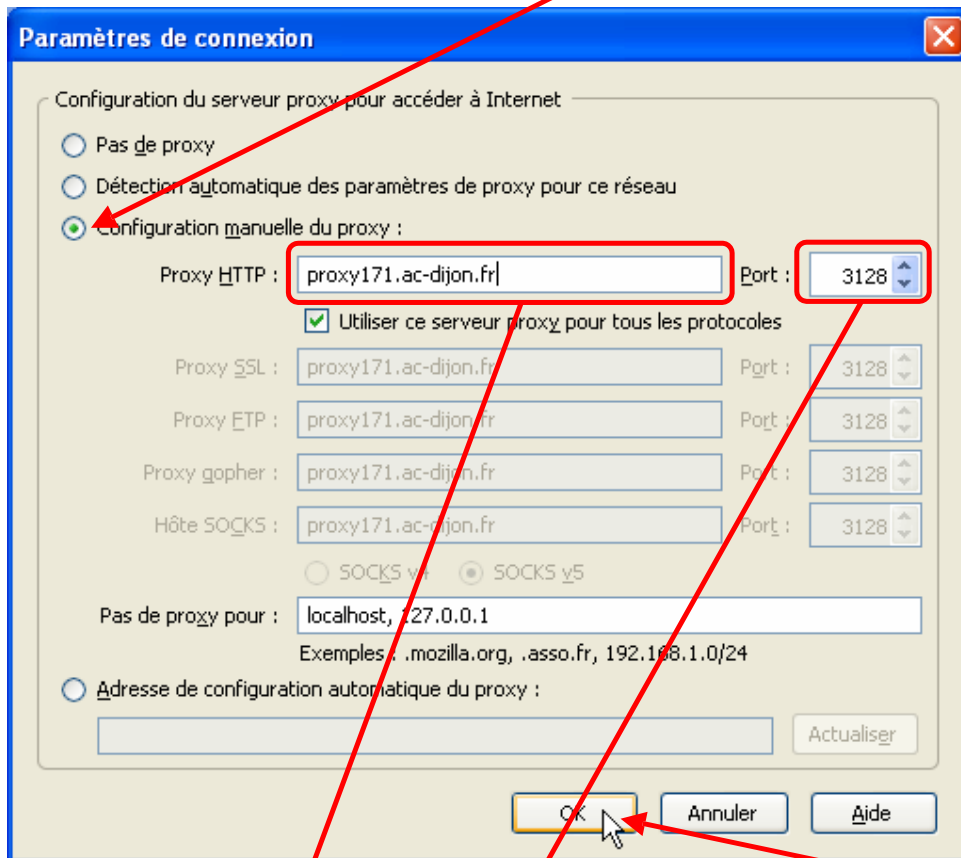 Paramètres de connexion
Configuration du serveur proxy pour accéder à Internet
Pas de proxy
Détection automatique des paramètres de proxy pour ce réseau
Configuration manuelle du proxy :
Proxy HTTP : proxy171.ac-dijon.fr Port : 3128
Utiliser ce serveur proxy pour tous les protocoles
Proxy SSL : proxy171.ac-dijon.fr Port : 3128
Proxy FTP : proxy171.ac-dijon.fr Port : 3128
Proxy gopher : proxy171.ac-dijon.fr Port : 3128
Hôte SOCKS : proxy171.ac-dijon.fr Port : 3128
SOCKS v4 SOCKS v5
Pas de proxy pour : localhost, 127.0.0.1
Exemples : .mozilla.org, .asso.fr, 192.168.1.0/24
Adresse de configuration automatique du proxy :
Actualiser
OK Annuler Aide